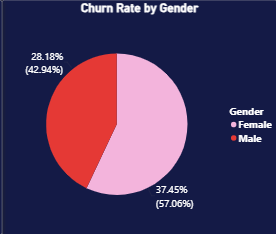 Churn Rate by Gender
28.18%
(42.94%)
Gender
Female
Male
37.45%
(57.06%)